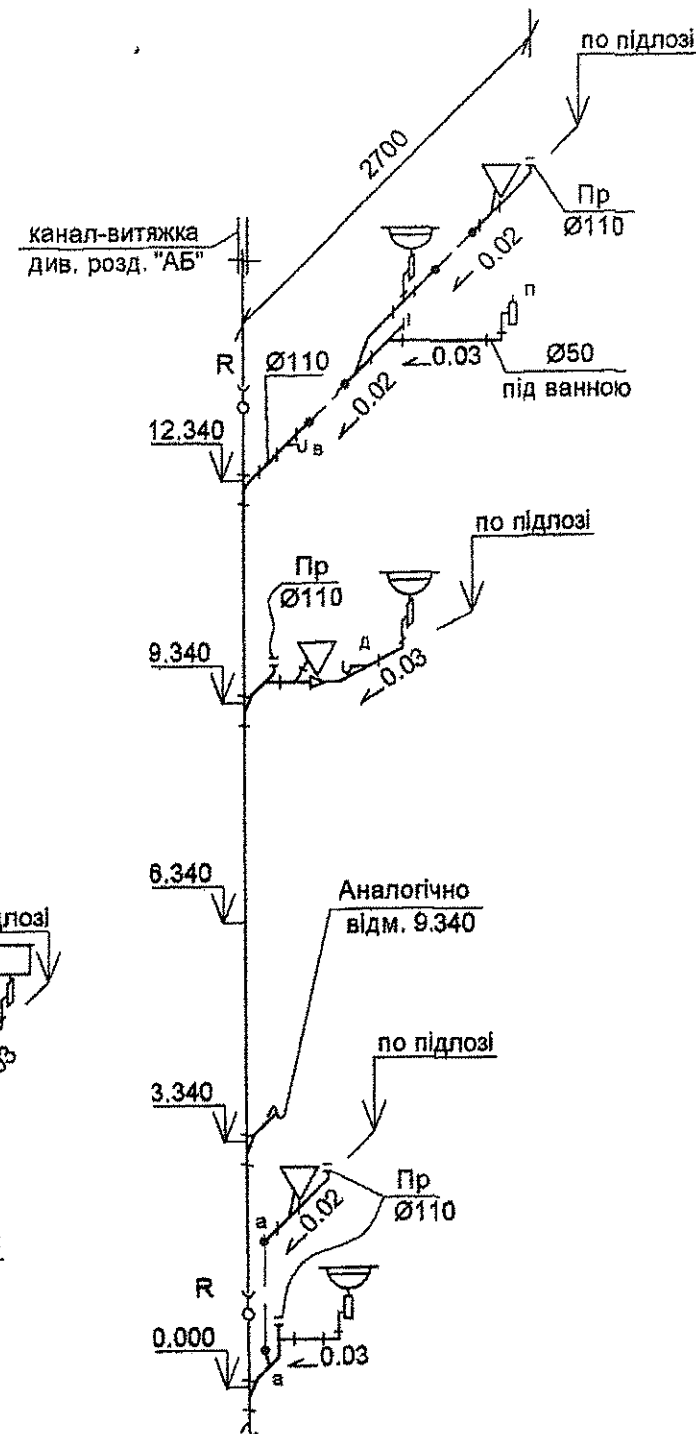 по підлозі
2700
Пр
Ø110
канал-витяжка
див. розд. "АБ"
0.02
п
R
Ø110
0.03
Ø50
під ванною
0.02
12.340
в
по підлозі
Пр
Ø110
9.340
д
0.03
6.340
Аналогічно
відм. 9.340
длозі
по підлозі
3.340
Пр
Ø110
0.02
а
R
0.000
0.03
а